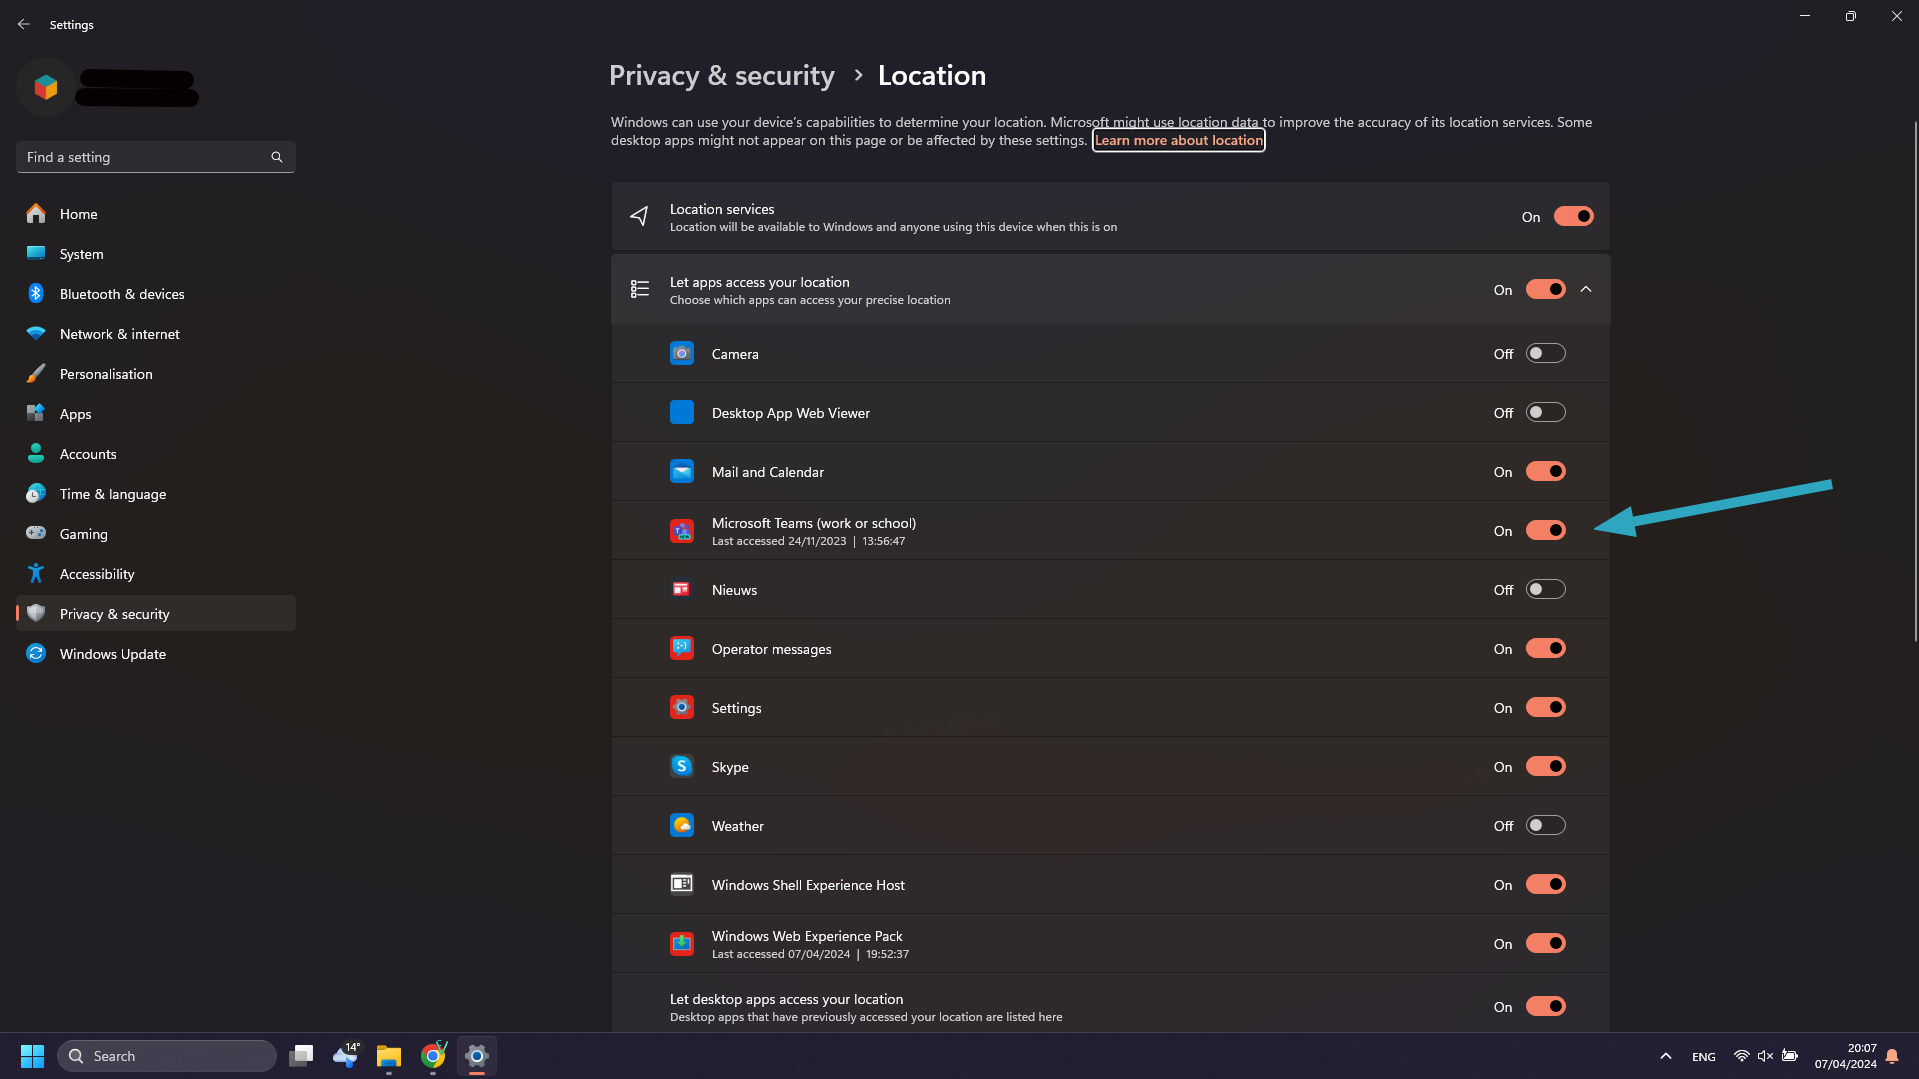 Settings
Find a setting
Home
System
Bluetooth & devices
Network & internet
Personalisation
Apps
Accounts
Time & language
Gaming
Accessibility
Privacy & security
Windows Update
Privacy & security › Location
Windows can use your device's capabilities to determine your location. Microsoft might use location data to improve the accuracy of its location services. Some
desktop apps might not appear on this page or be affected by these settings. Learn more about location
Location services
Location will be available to Windows and anyone using this device when this is on
On
Let apps access your location
Choose which apps can access your precise location
On
Camera
Off
Desktop App Web Viewer
Off
Mail and Calendar
On
Microsoft Teams (work or school)
Last accessed 24/11/2023 | 13:56:47
On
Nieuws
Off
Operator messages
On
Settings
On
Skype
On
Weather
Off
Windows Shell Experience Host
On
Windows Web Experience Pack
Last accessed 07/04/2024 | 19:52:37
On
Let desktop apps access your location
Desktop apps that have previously accessed your location are listed here
On
Search
14°
ENG
20:07
07/04/2024